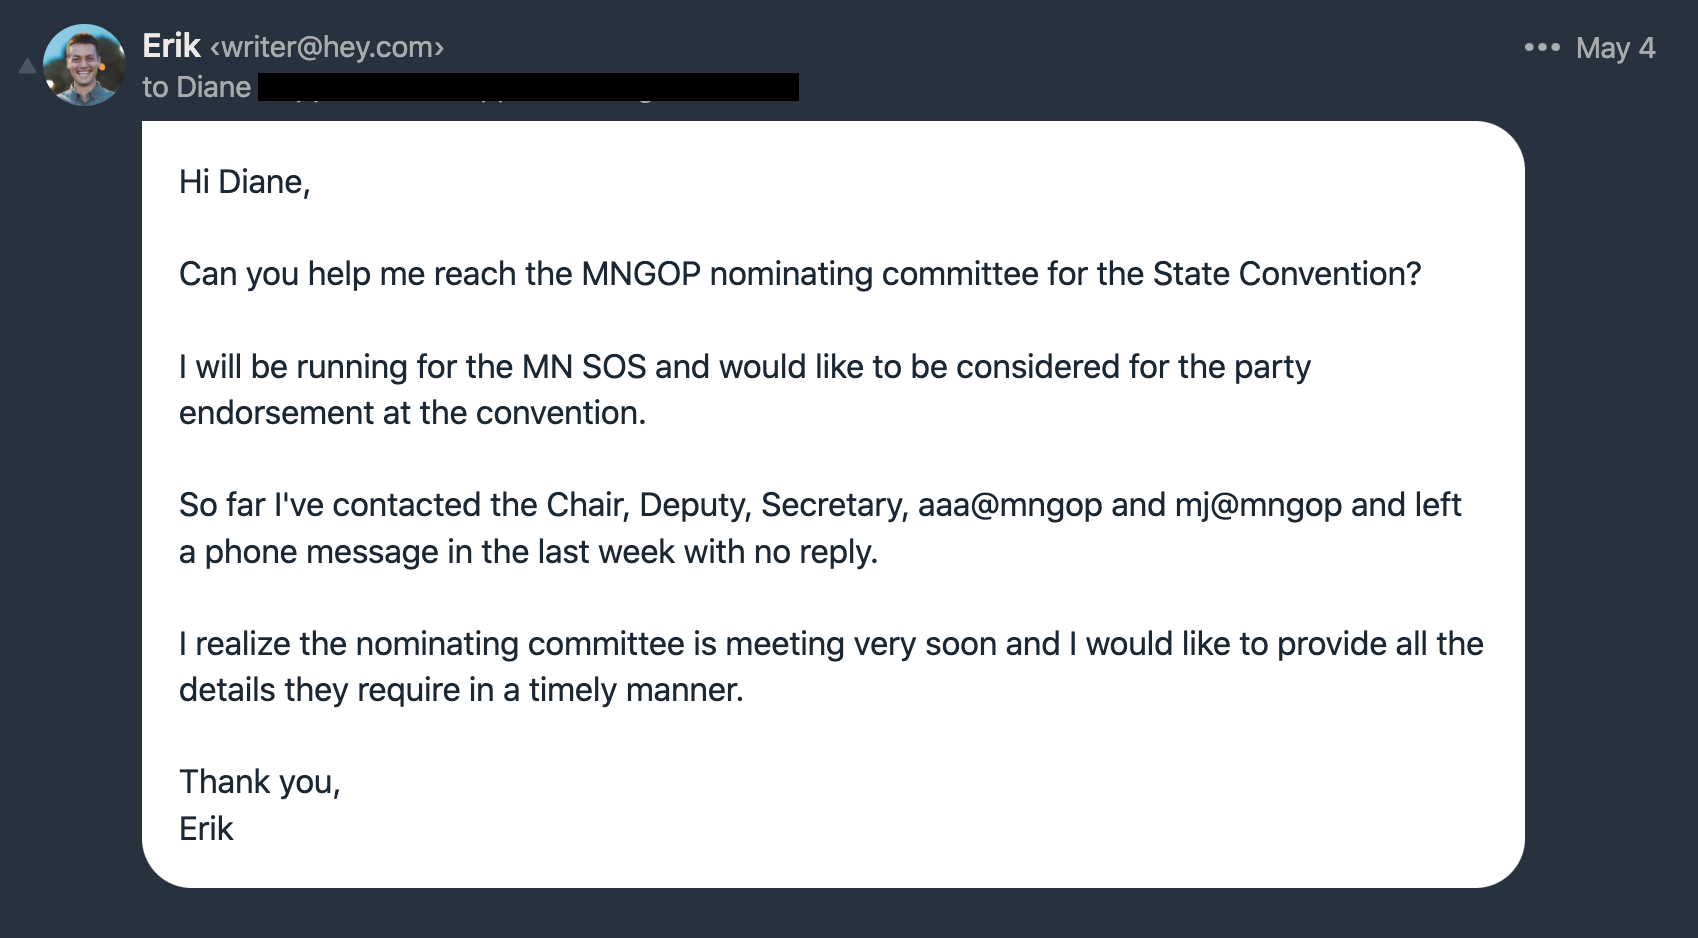 Erik <writer@hey.com>
••• May 4
to Diane
Hi Diane,
Can you help me reach the MNGOP nominating committee for the State Convention?
I will be running for the MN SOS and would like to be considered for the party
endorsement at the convention.
So far I've contacted the Chair, Deputy, Secretary, aaa@mngop and mj@mngop and left
a phone message in the last week with no reply.
I realize the nominating committee is meeting very soon and I would like to provide all the
details they require in a timely manner.
Thank you,
Erik